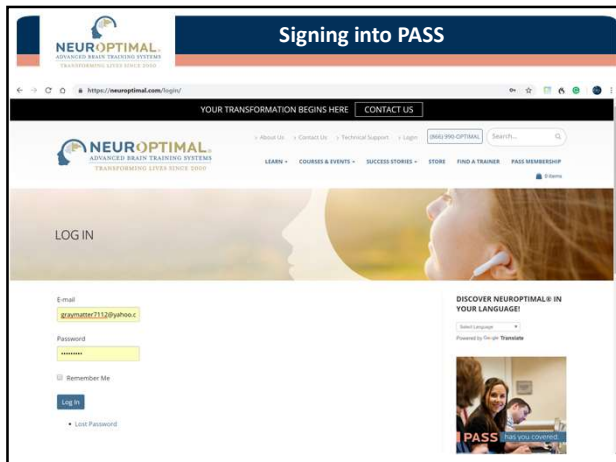 Signing into PASS
NEUROPTIMAL®
ADVANCED BRAIN TRAINING SYSTEMS
TRANSFORMING LIVES SINCE 2000
https://neuroptimal.com/login/
YOUR TRANSFORMATION BEGINS HERE CONTACT US
About Us Contact Us Technical Support Login (866) 990-OPTIMAL Search...
NEUROPTIMAL®
ADVANCED BRAIN TRAINING SYSTEMS
TRANSFORMING LIVES SINCE 2000
LEARN COURSES & EVENTS SUCCESS STORIES STORE FIND A TRAINER PASS MEMBERSHIP
0 items
LOG IN
E-mail
graymatter7112@yahoo.c
Password
Remember Me
Log In
Lost Password
DISCOVER NEUROPTIMAL® IN
YOUR LANGUAGE!
Select Language
Powered by Google Translate
PASS has you covered.